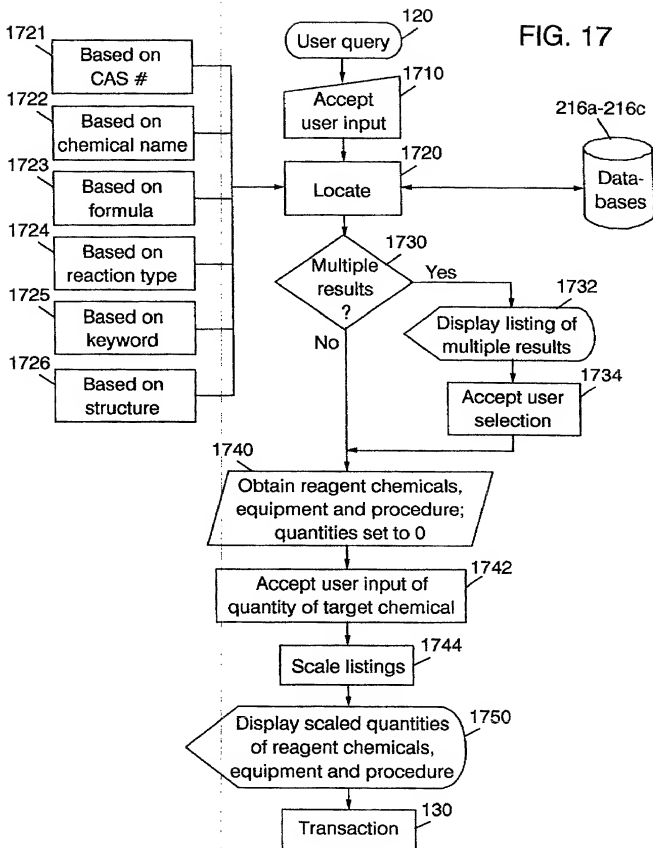 FIG. 17
120
User query
1710
Accept
user input
1720
Locate
216a-216c
Data-
bases
1721
Based on
CAS #
1722
Based on
chemical name
1723
Based on
formula
1724
Based on
reaction type
1725
Based on
keyword
1726
Based on
structure
1730
Multiple
results
?
Yes
No
1732
Display listing of
multiple results
1734
Accept user
selection
1740
Obtain reagent chemicals,
equipment and procedure;
quantities set to 0
1742
Accept user input of
quantity of target chemical
1744
Scale listings
1750
Display scaled quantities
of reagent chemicals,
equipment and procedure
130
Transaction